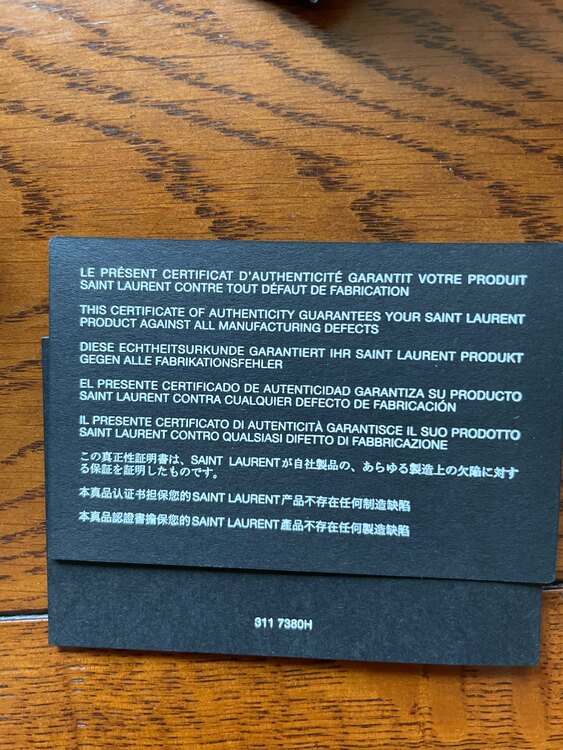 LE PRÉSENT CERTIFICAT D'AUTHENTICITÉ GARANTIT VOTRE PRODUIT
SAINT LAURENT CONTRE TOUT DÉFAUT DE FABRICATION
THIS CERTIFICATE OF AUTHENTICITY GUARANTEES YOUR SAINT LAURENT
PRODUCT AGAINST ALL MANUFACTURING DEFECTS
DIESE ECHTHEITSURKUNDE GARANTIERT IHR SAINT LAURENT PRODUKT
GEGEN ALLE FABRIKATIONSFEHLER
EL PRESENTE CERTIFICADO DE AUTENTICIDAD GARANTIZA SU PRODUCTO
SAINT LAURENT CONTRA CUALQUIER DEFECTO DE FABRICACIÓN
IL PRESENTE CERTIFICATO DI AUTENTICITÀ GARANTISCE IL SUO PRODOTTO
SAINT LAURENT CONTRO QUALSIASI DIFETTO DI FABBRICAZIONE
この真正性証明書は、SAINT LAURENTが自社製品の、あらゆる製造上の欠陥に対す
る保証を証明したものです。
本真品认证书担保您的SAINT LAURENT产品不存在任何制造缺陷
本真品認證書擔保您的SAINT LAURENT產品不存在任何製造缺陷
311 7380H